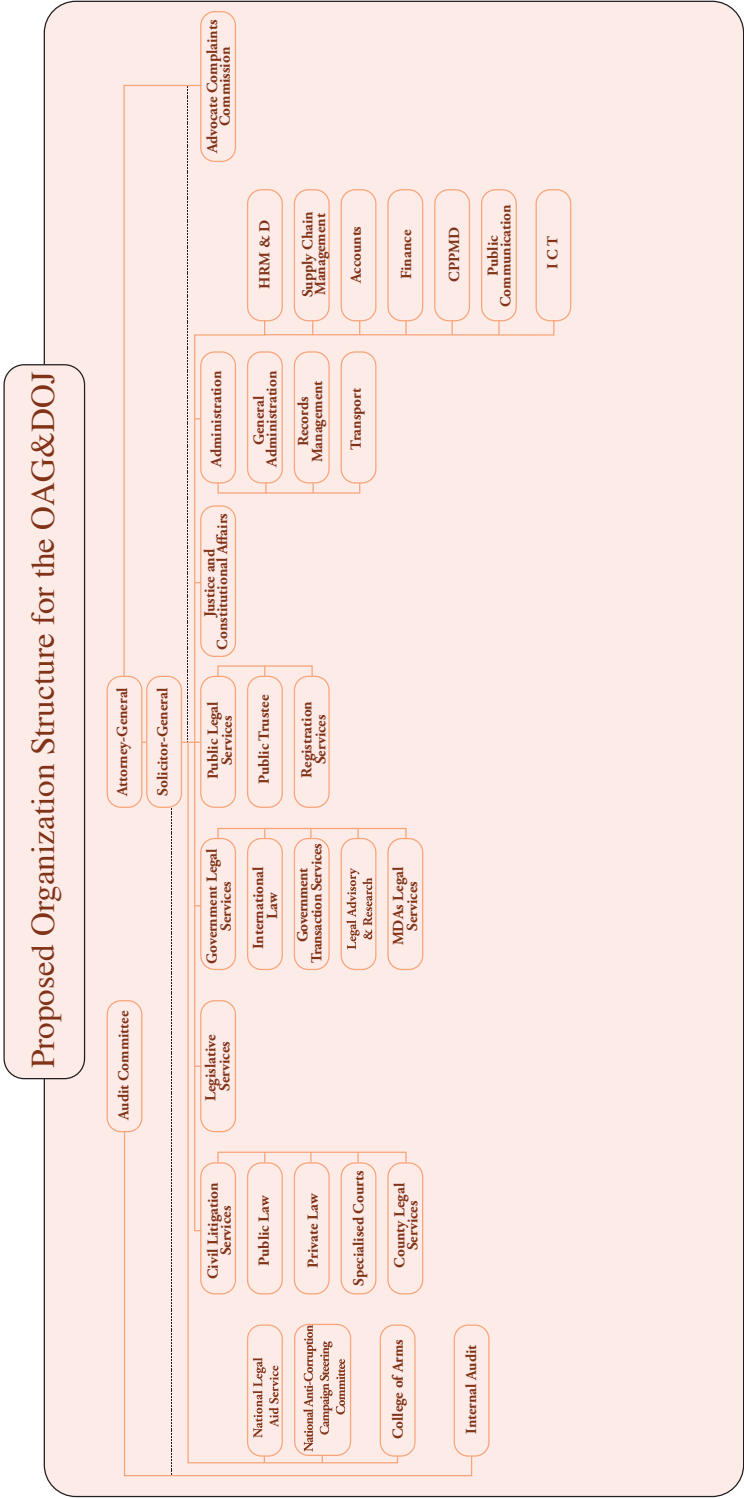 Proposed Organization Structure for the OAG&DOJ
Audit Committee
Attorney-General
Solicitor-General
National Legal
Aid Service
National Anti-Corruption
Campaign Steering
Committee
College of Arms
Internal Audit
Civil Litigation
Services
Public Law
Private Law
Specialised Courts
County Legal
Services
Legislative
Services
Government Legal
Services
International
Law
Government
Transaction Services
Legal Advisory
& Research
MDAs Legal
Services
Public Legal
Services
Public Trustee
Registration
Services
Justice and
Constitutional Affairs
Administration
General
Administration
Records
Management
Transport
HRM & D
Supply Chain
Management
Accounts
Finance
CPPMD
Public
Communication
I C T
Advocate Complaints
Commission